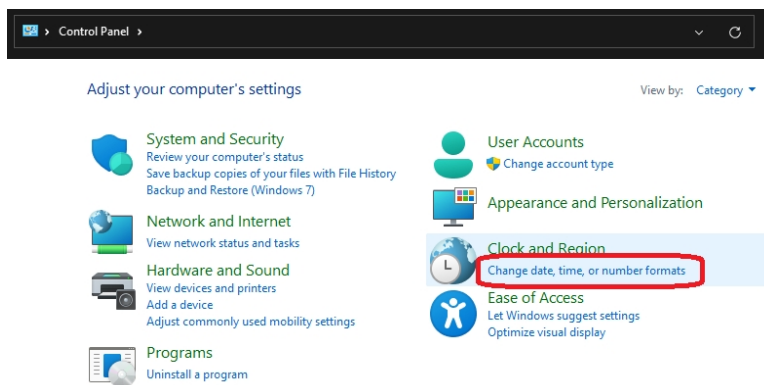 Control Panel
Adjust your computer's settings
View by: Category
System and Security
Review your computer's status
Save backup copies of your files with File History
Backup and Restore (Windows 7)
Network and Internet
View network status and tasks
Hardware and Sound
View devices and printers
Add a device
Adjust commonly used mobility settings
Programs
Uninstall a program
User Accounts
Change account type
Appearance and Personalization
Clock and Region
Change date, time, or number formats
Ease of Access
Let Windows suggest settings
Optimize visual display